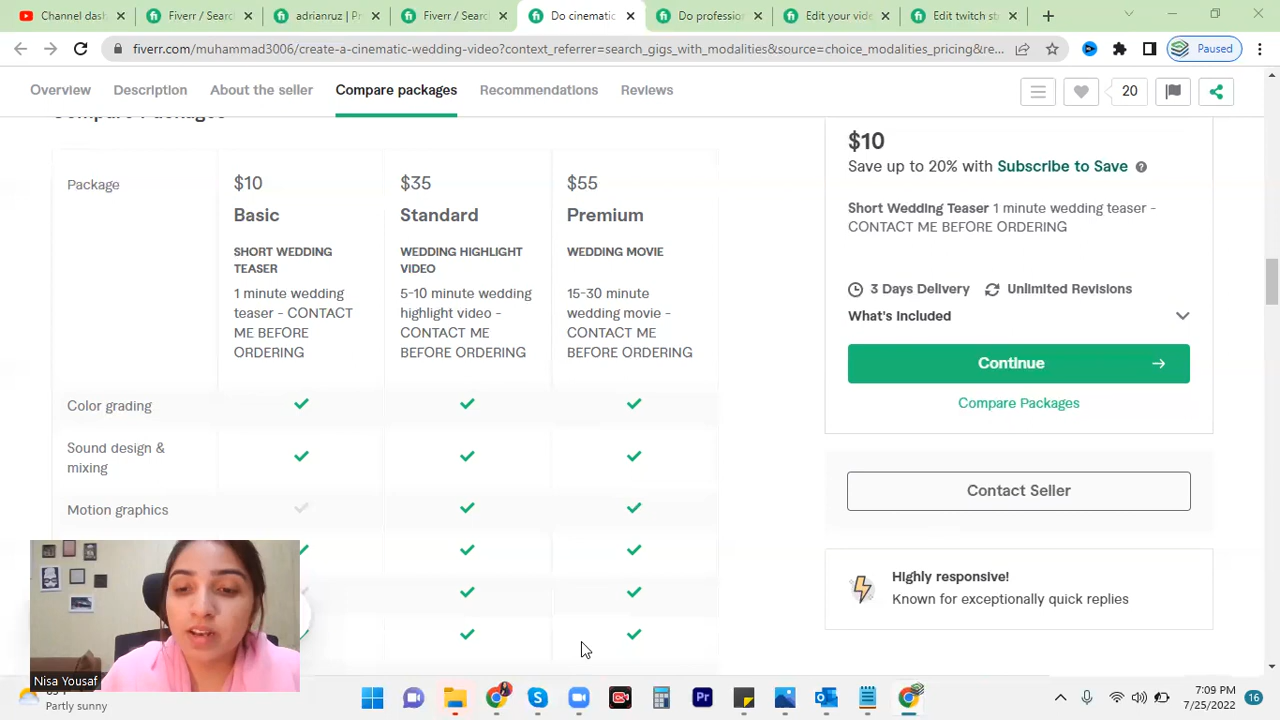 Channel dash
Fiverr / Searc
adrianruz | Pr
Fiverr / Searc
Do cinematic
Do profession
Edit your vide
Edit twitch st
fiverr.com/muhammad3006/create-a-cinematic-wedding-video?context_referrer=search_gigs_with_modalities&source=choice_modalities_pricing&re...
Paused
Overview
Description
About the seller
Compare packages
Recommendations
Reviews
20
Compare Packages
Package
$10
Basic
SHORT WEDDING
TEASER
1 minute wedding
teaser - CONTACT
ME BEFORE
ORDERING
$35
Standard
WEDDING HIGHLIGHT
VIDEO
5-10 minute wedding
highlight video -
CONTACT ME
BEFORE ORDERING
$55
Premium
WEDDING MOVIE
15-30 minute
wedding movie -
CONTACT ME
BEFORE ORDERING
Color grading
Sound design &
mixing
Motion graphics
$10
Save up to 20% with Subscribe to Save
Short Wedding Teaser 1 minute wedding teaser -
CONTACT ME BEFORE ORDERING
3 Days Delivery
Unlimited Revisions
What's Included
Continue
Compare Packages
Contact Seller
Highly responsive!
Known for exceptionally quick replies
Nisa Yousaf
Partly sunny
Pr
7:09 PM
7/25/2022
16